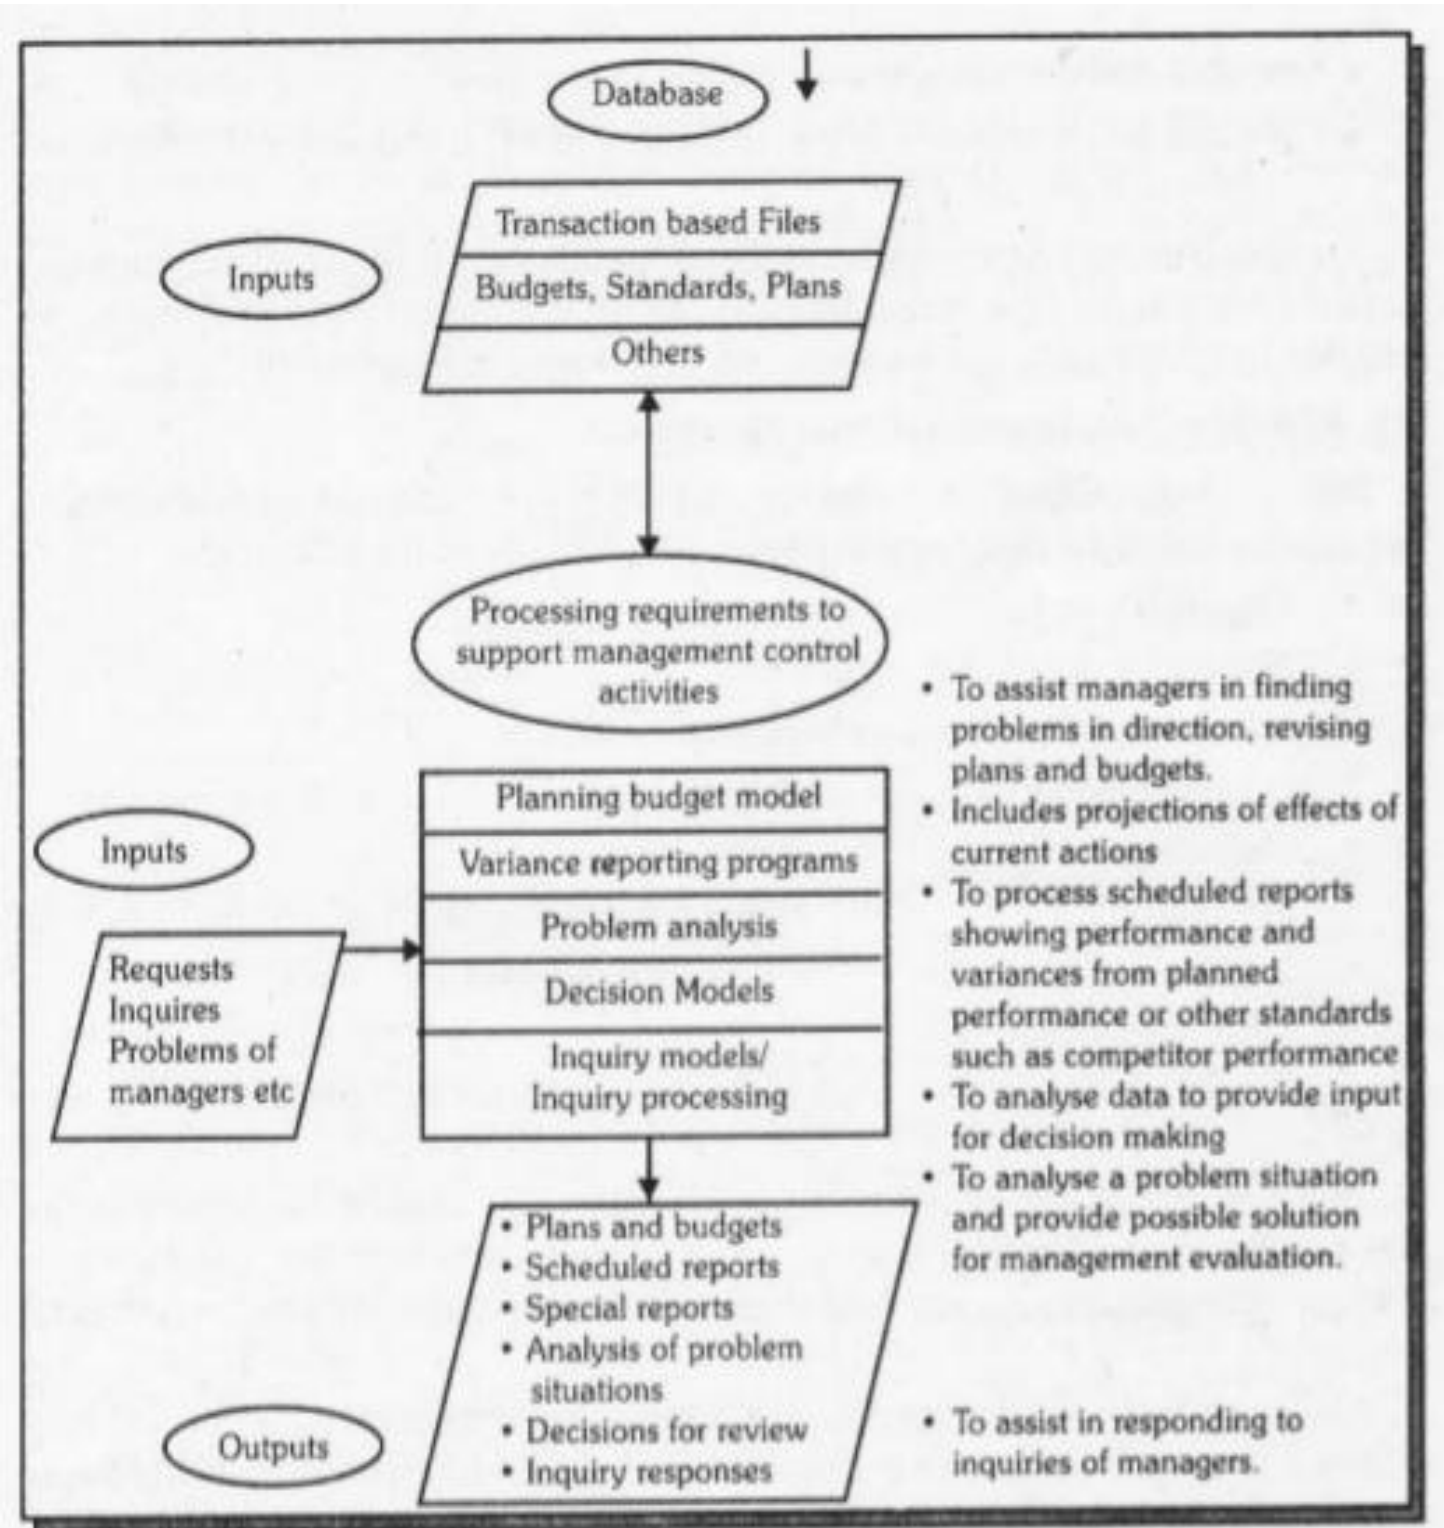 Database
Transaction based Files
Inputs
Budgets, Standards, Plans
Others
Processing requirements to
support management control
activities
Inputs
Requests
Inquires
Problems of
managers etc
Planning budget model
Variance reporting programs
Problem analysis
Decision Models
Inquiry models/
Inquiry processing
• To assist managers in finding
problems in direction, revising
plans and budgets.
• Includes projections of effects of
current actions
• To process scheduled reports
showing performance and
variances from planned
performance or other standards
such as competitor performance
• To analyse data to provide input
for decision making
• To analyse a problem situation
and provide possible solution
for management evaluation.
• Plans and budgets
• Scheduled reports
• Special reports
• Analysis of problem
situations
• Decisions for review
• Inquiry responses
Outputs
• To assist in responding to
inquiries of managers.